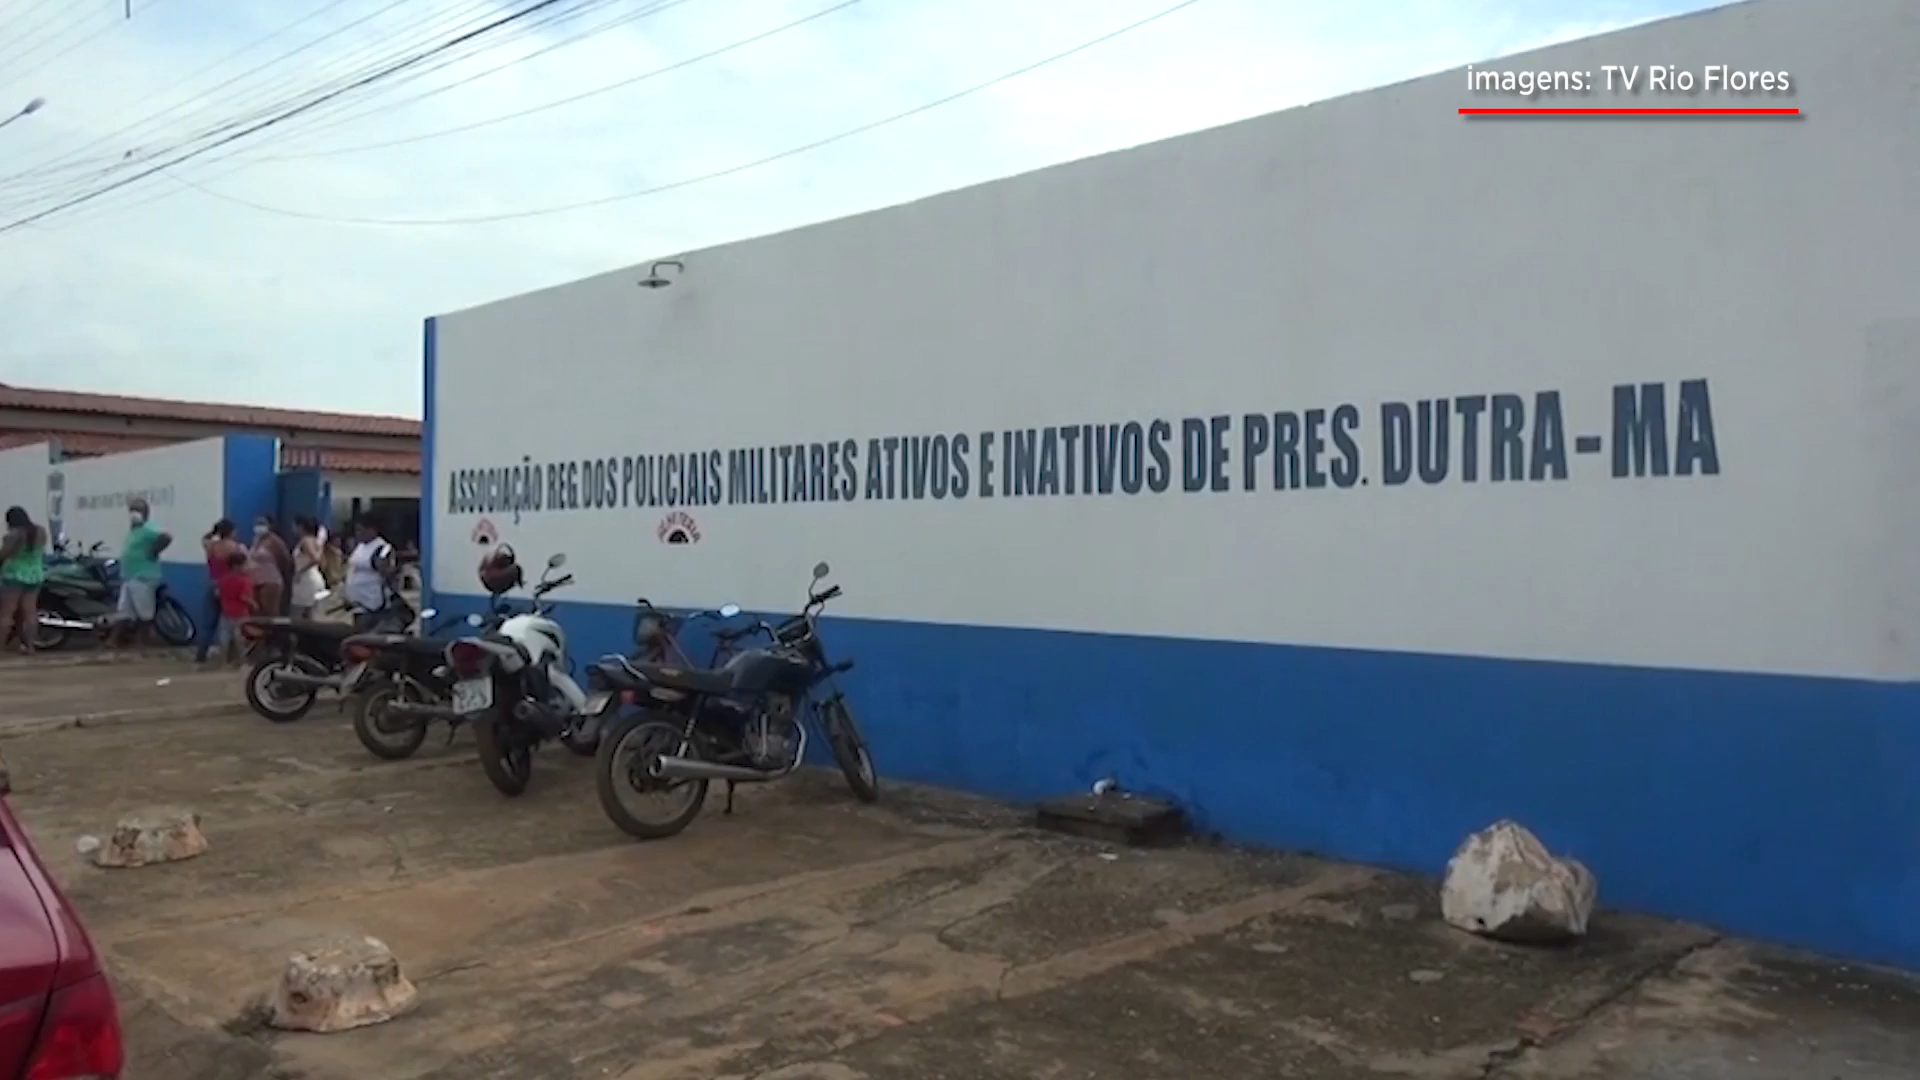 imagens: TV Rio Flores
ASSOCIAÇÃO REG DOS POLICIAIS MILITARES ATIVOS E INATIVOS DE PRES. DUTRA-MA